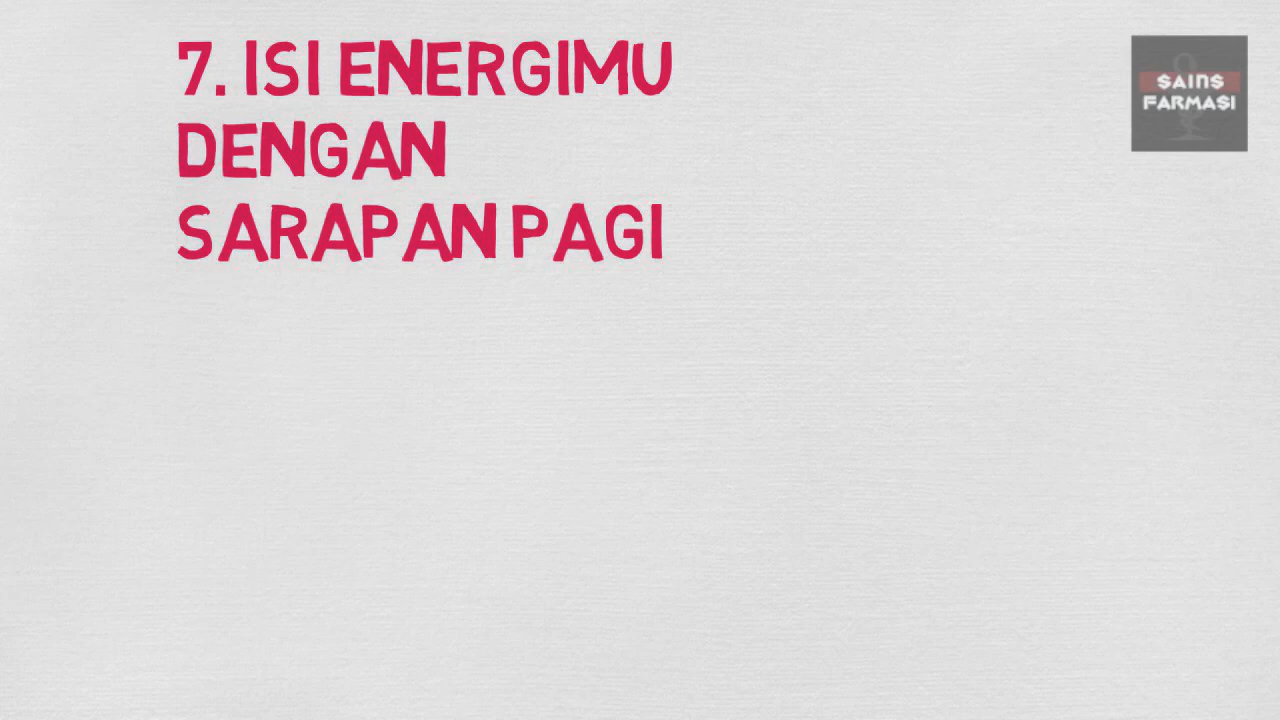 7. ISI ENERGIMU
DENGAN
SARAPAN PAGI
SAINS
FARMASI